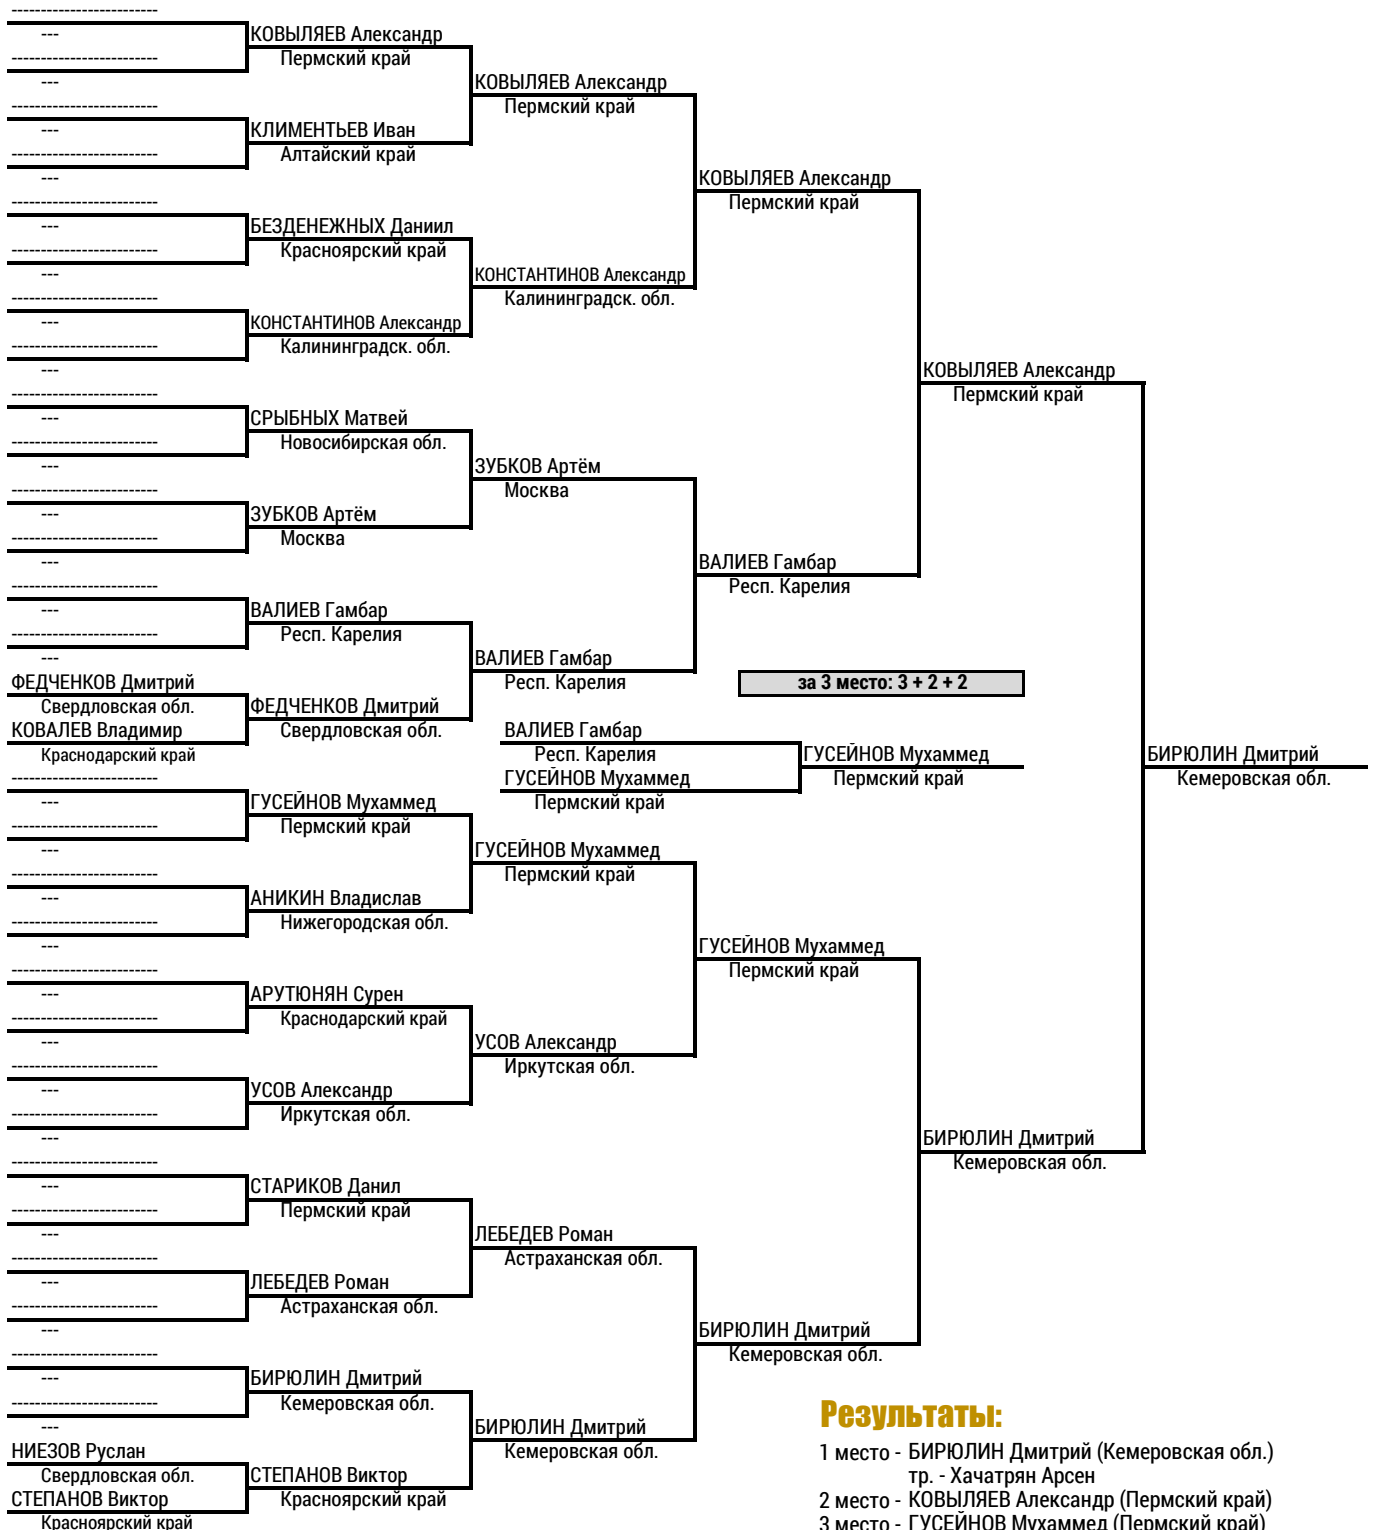 -------------------------
---
КОВЫЛЯЕВ Александр
-------------------------
Пермский край
---
КОВЫЛЯЕВ Александр
-------------------------
Пермский край
---
КЛИМЕНТЬЕВ Иван
-------------------------
Алтайский край
---
КОВЫЛЯЕВ Александр
-------------------------
Пермский край
---
БЕЗДЕНЕЖНЫХ Даниил
-------------------------
Красноярский край
---
КОНСТАНТИНОВ Александр
-------------------------
Калининградск. обл.
---
КОНСТАНТИНОВ Александр
-------------------------
Калининградск. обл.
---
КОВЫЛЯЕВ Александр
-------------------------
Пермский край
---
СРЫБНЫХ Матвей
-------------------------
Новосибирская обл.
---
ЗУБКОВ Артём
-------------------------
Москва
---
ЗУБКОВ Артём
-------------------------
Москва
---
ВАЛИЕВ Гамбар
-------------------------
Респ. Карелия
---
ВАЛИЕВ Гамбар
-------------------------
Респ. Карелия
---
ВАЛИЕВ Гамбар
ФЕДЧЕНКОВ Дмитрий
Респ. Карелия
за 3 место: 3 + 2 + 2
Свердловская обл.
ФЕДЧЕНКОВ Дмитрий
КОВАЛЕВ Владимир
Свердловская обл.
ВАЛИЕВ Гамбар
Краснодарский край
Респ. Карелия
ГУСЕЙНОВ Мухаммед
БИРЮЛИН Дмитрий
-------------------------
ГУСЕЙНОВ Мухаммед
Пермский край
Кемеровская обл.
---
ГУСЕЙНОВ Мухаммед
Пермский край
-------------------------
Пермский край
---
ГУСЕЙНОВ Мухаммед
-------------------------
Пермский край
---
АНИКИН Владислав
-------------------------
Нижегородская обл.
---
ГУСЕЙНОВ Мухаммед
-------------------------
Пермский край
---
АРУТЮНЯН Сурен
-------------------------
Краснодарский край
---
УСОВ Александр
-------------------------
Иркутская обл.
---
УСОВ Александр
-------------------------
Иркутская обл.
---
БИРЮЛИН Дмитрий
-------------------------
Кемеровская обл.
---
СТАРИКОВ Данил
-------------------------
Пермский край
---
ЛЕБЕДЕВ Роман
-------------------------
Астраханская обл.
---
ЛЕБЕДЕВ Роман
-------------------------
Астраханская обл.
---
БИРЮЛИН Дмитрий
-------------------------
Кемеровская обл.
---
БИРЮЛИН Дмитрий
-------------------------
Кемеровская обл.
---
БИРЮЛИН Дмитрий
НИЕЗОВ Руслан
Кемеровская обл.
Свердловская обл.
СТЕПАНОВ Виктор
СТЕПАНОВ Виктор
Красноярский край
Красноярский край
Результаты:
1 место - БИРЮЛИН Дмитрий (Кемеровская обл.)
тр. - Хачатрян Арсен
2 место - КОВЫЛЯЕВ Александр (Пермский край)
3 место - ГУСЕЙНОВ Мухаммед (Пермский край)